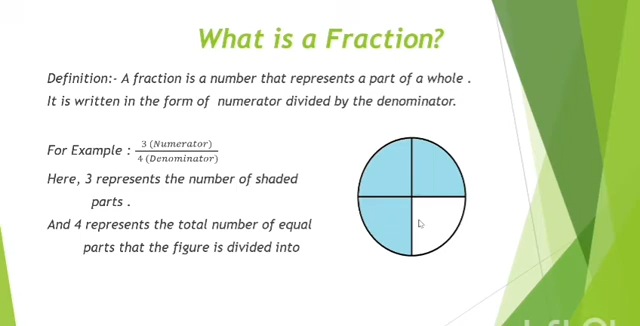 What is a Fraction?
Definition:- A fraction is a number that represents a part of a whole .
It is written in the form of numerator divided by the denominator.
For Example : 3 (Numerator)/4 (Denominator)
Here, 3 represents the number of shaded
parts .
And 4 represents the total number of equal
parts that the figure is divided into